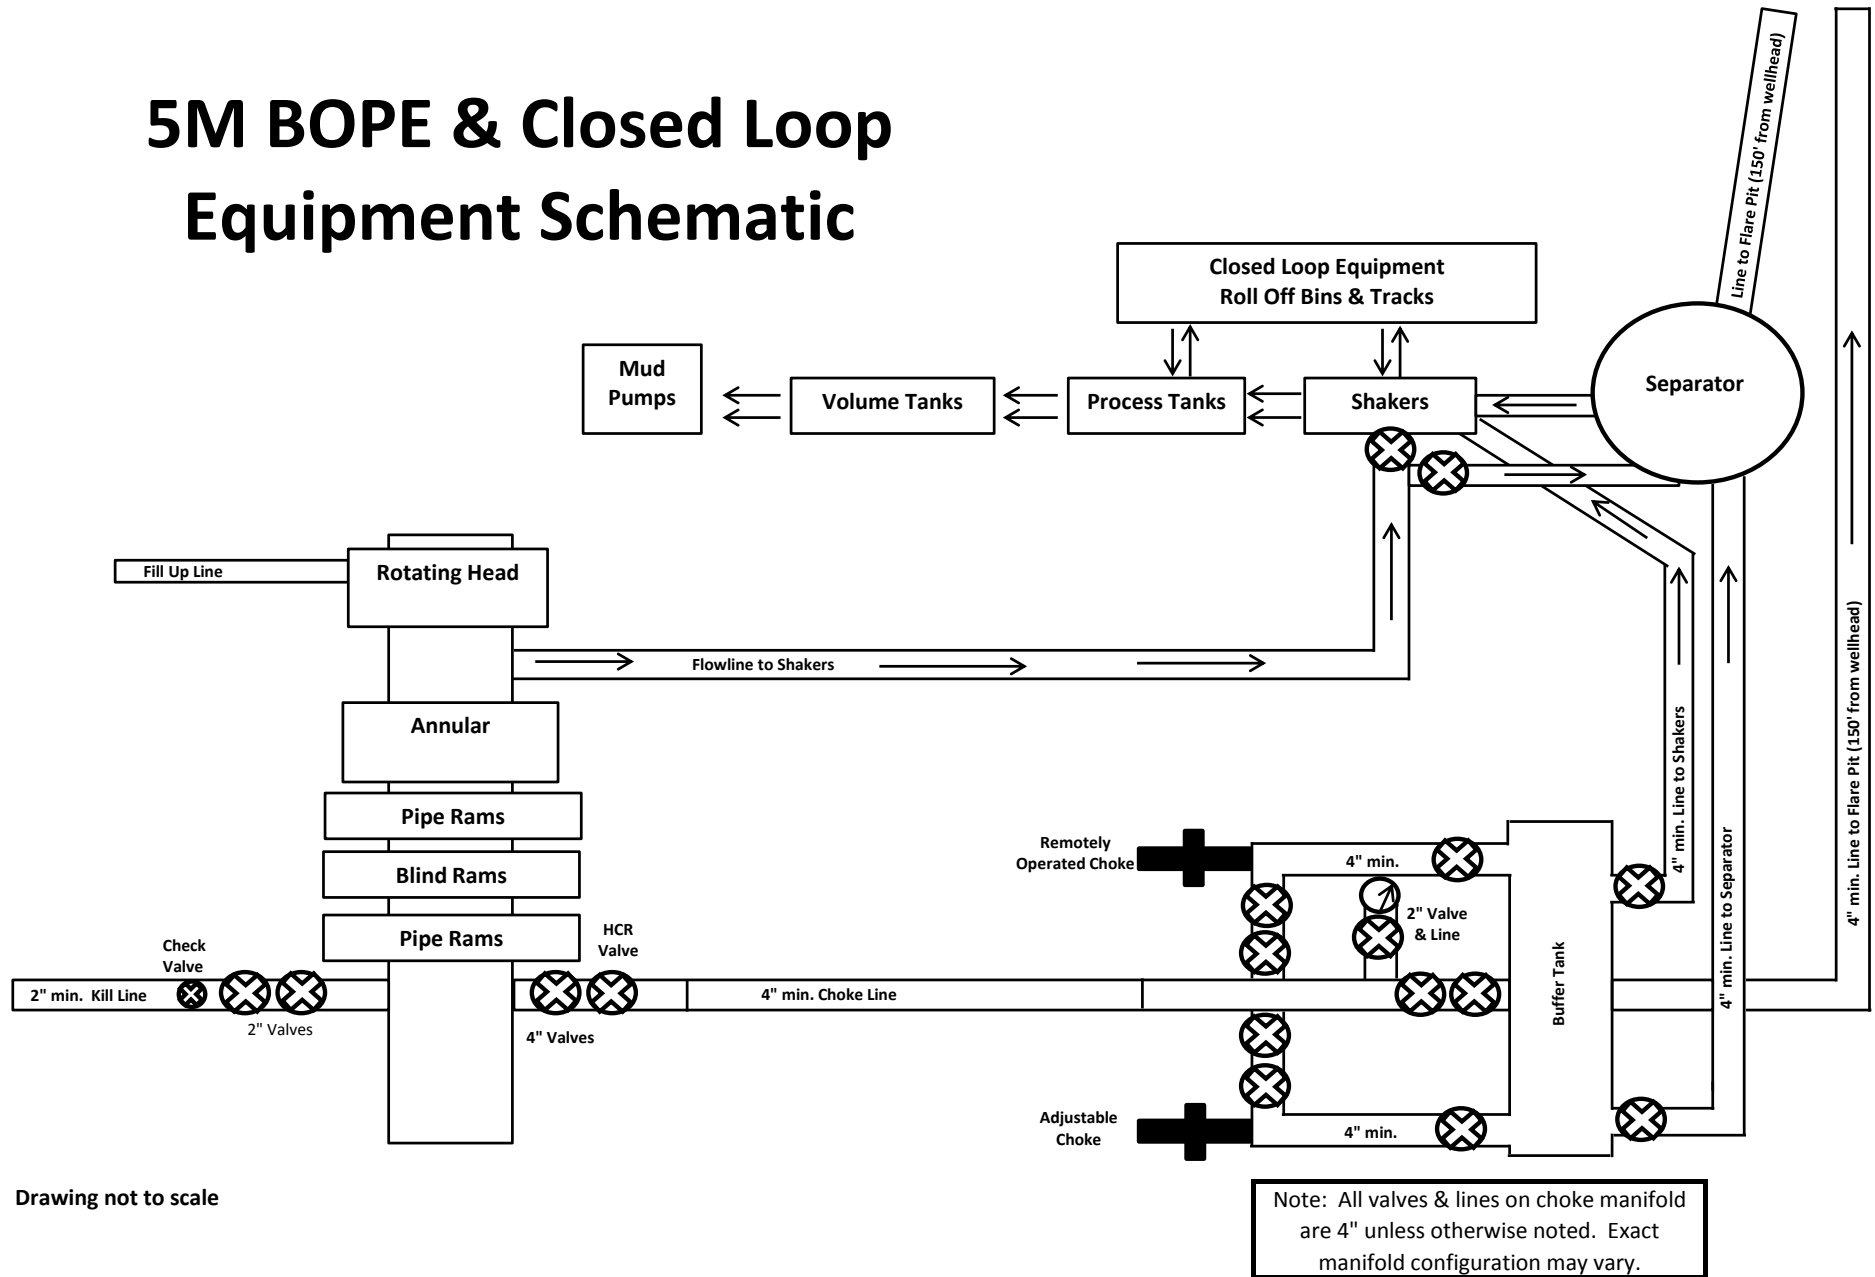 5M BOPE & Closed Loop
Equipment Schematic
Line to Flare Pit (150' from wellhead)
Closed Loop Equipment
Roll Off Bins & Tracks
Mud
Pumps
Volume Tanks
Process Tanks
Shakers
Separator
Fill Up Line
Rotating Head
Flowline to Shakers
Annular
Pipe Rams
Blind Rams
Pipe Rams
Check
Valve
HCR
Valve
2" min.  Kill Line
2" Valves
4" Valves
4" min. Choke Line
Remotely
Operated Choke
4" min.
2" Valve
& Line
Buffer Tank
4" min. Line to Shakers
4" min. Line to Separator
4" min. Line to Flare Pit (150' from wellhead)
Adjustable
Choke
4" min.
Drawing not to scale
Note:  All valves & lines on choke manifold
are 4" unless otherwise noted.  Exact
manifold configuration may vary.